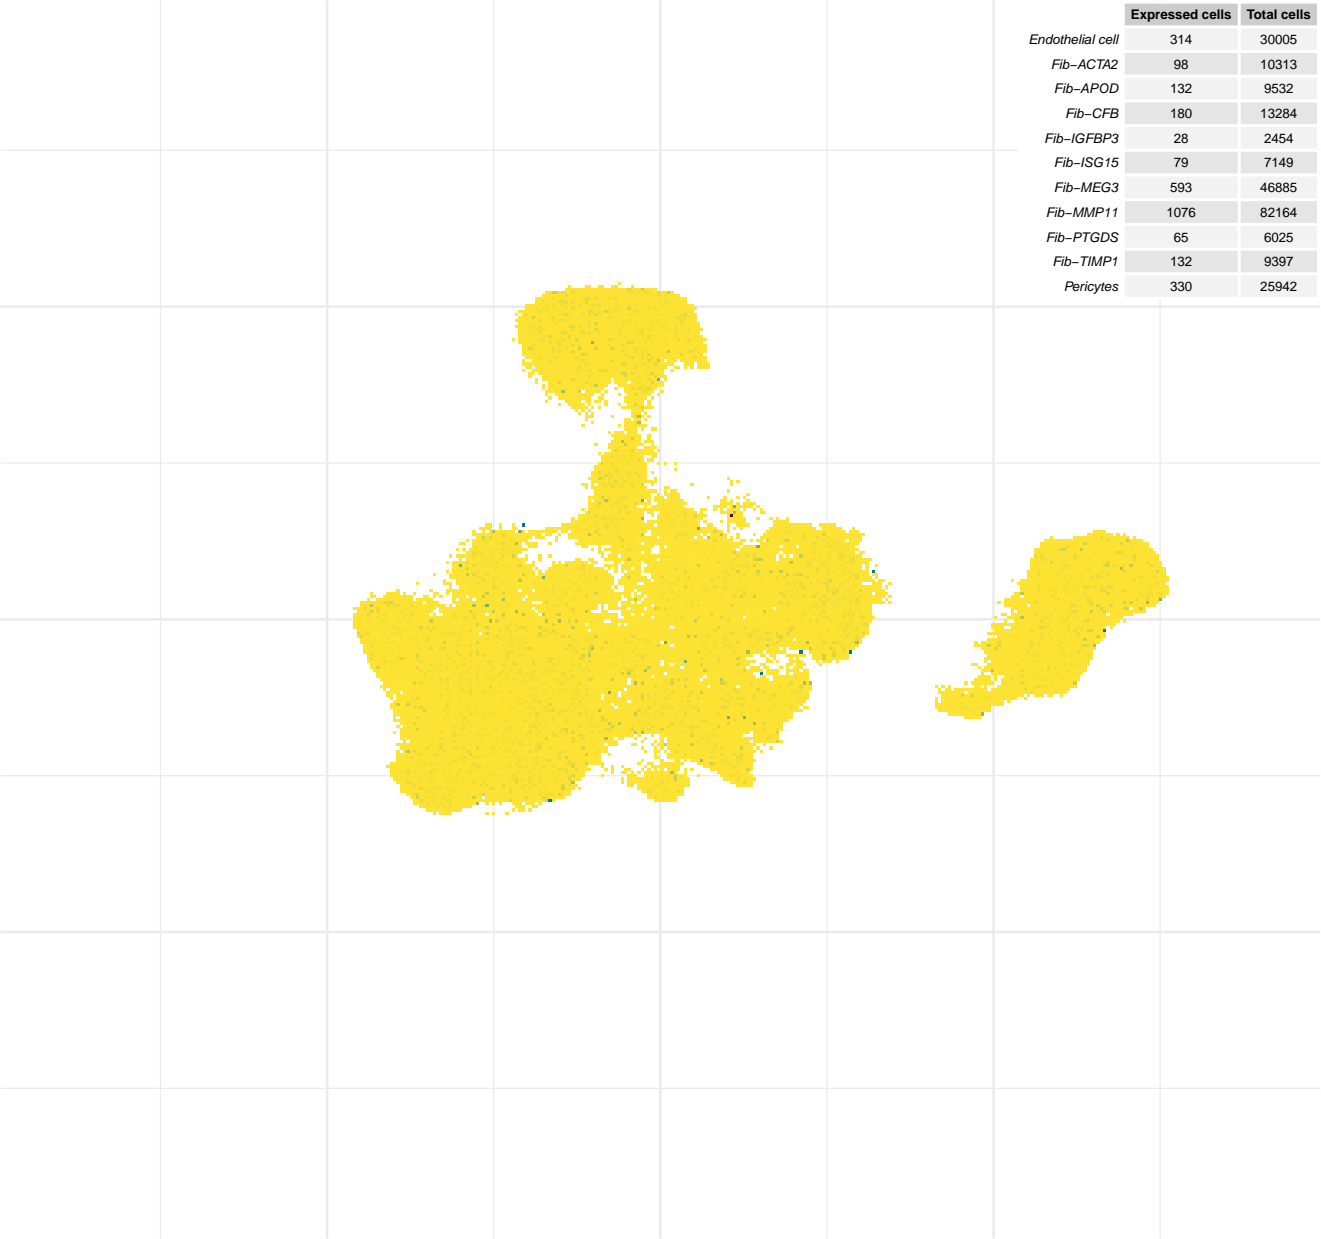 Expressed cells Total cells
Endothelial cell 314 30005
Fib−ACTA2 98 10313
Fib−APOD 132 9532
Fib−CFB 180 13284
Fib−IGFBP3 28 2454
Fib−ISG15 79 7149
Fib−MEG3 593 46885
Fib−MMP11 1076 82164
Fib−PTGDS 65 6025
Fib−TIMP1 132 9397
Pericytes 330 25942